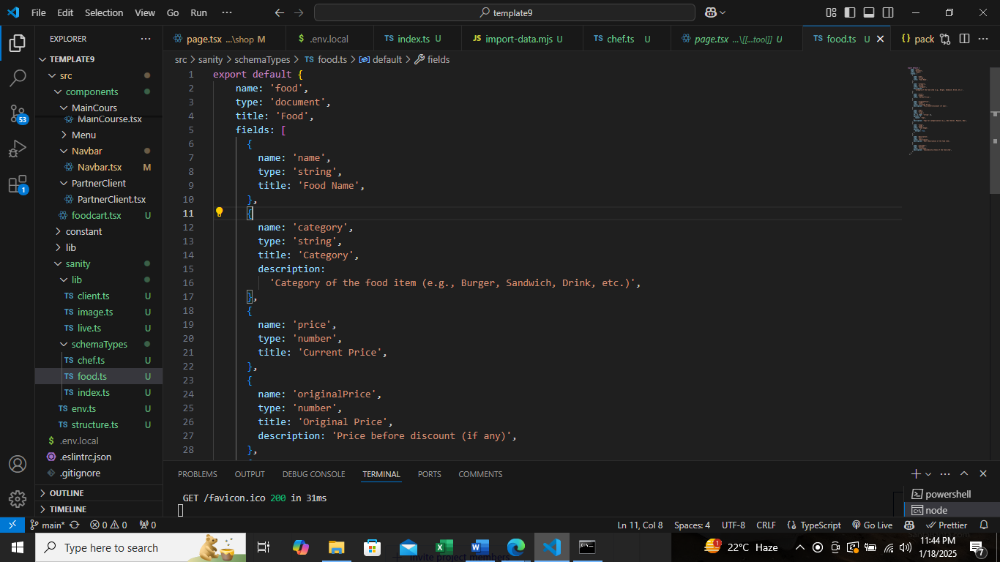 File Edit Selection View Go Run ··· template9
EXPLORER ···
TEMPLATE9
src
components
MainCours
MainCourse.tsx
Menu
Navbar
Navbar.tsx M
PartnerClient
PartnerClient.tsx
foodcart.tsx U
constant
lib
sanity
lib
client.ts U
image.ts U
live.ts U
schemaTypes
chef.ts U
food.ts U
index.ts U
env.ts U
structure.ts U
.env.local
.eslintrc.json
.gitignore
OUTLINE
TIMELINE
page.tsx ...\shop M .env.local index.ts U import-data.mjs U chef.ts U page.tsx ...\[[...tool]] U food.ts U pack
src > sanity > schemaTypes > TS food.ts > default > fields
1 export default {
2 name: 'food',
3 type: 'document',
4 title: 'Food',
5 fields: [
6 {
7 name: 'name',
8 type: 'string',
9 title: 'Food Name',
10 },
11 {
12 name: 'category',
13 type: 'string',
14 title: 'Category',
15 description:
16 'Category of the food item (e.g., Burger, Sandwich, Drink, etc.)',
17 },
18 {
19 name: 'price',
20 type: 'number',
21 title: 'Current Price',
22 },
23 {
24 name: 'originalPrice',
25 type: 'number',
26 title: 'Original Price',
27 description: 'Price before discount (if any)',
28 },
PROBLEMS OUTPUT DEBUG CONSOLE TERMINAL PORTS COMMENTS
GET /favicon.ico 200 in 31ms
powershell
node
53
1
main* 0 0 0 Ln 11, Col 8 Spaces: 4 UTF-8 CRLF TypeScript Go Live Prettier
Type here to search
Invite project members
1 22°C Haze
11:44 PM
1/18/2025
7